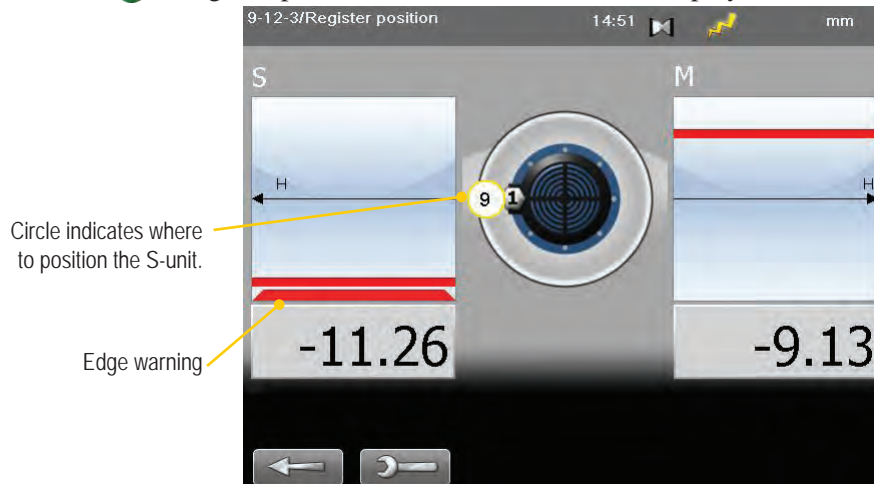 9-12-3/Register position 14:51 mm
S M
H H
9 1
Circle indicates where
to position the S-unit.
Edge warning
-11.26 -9.13